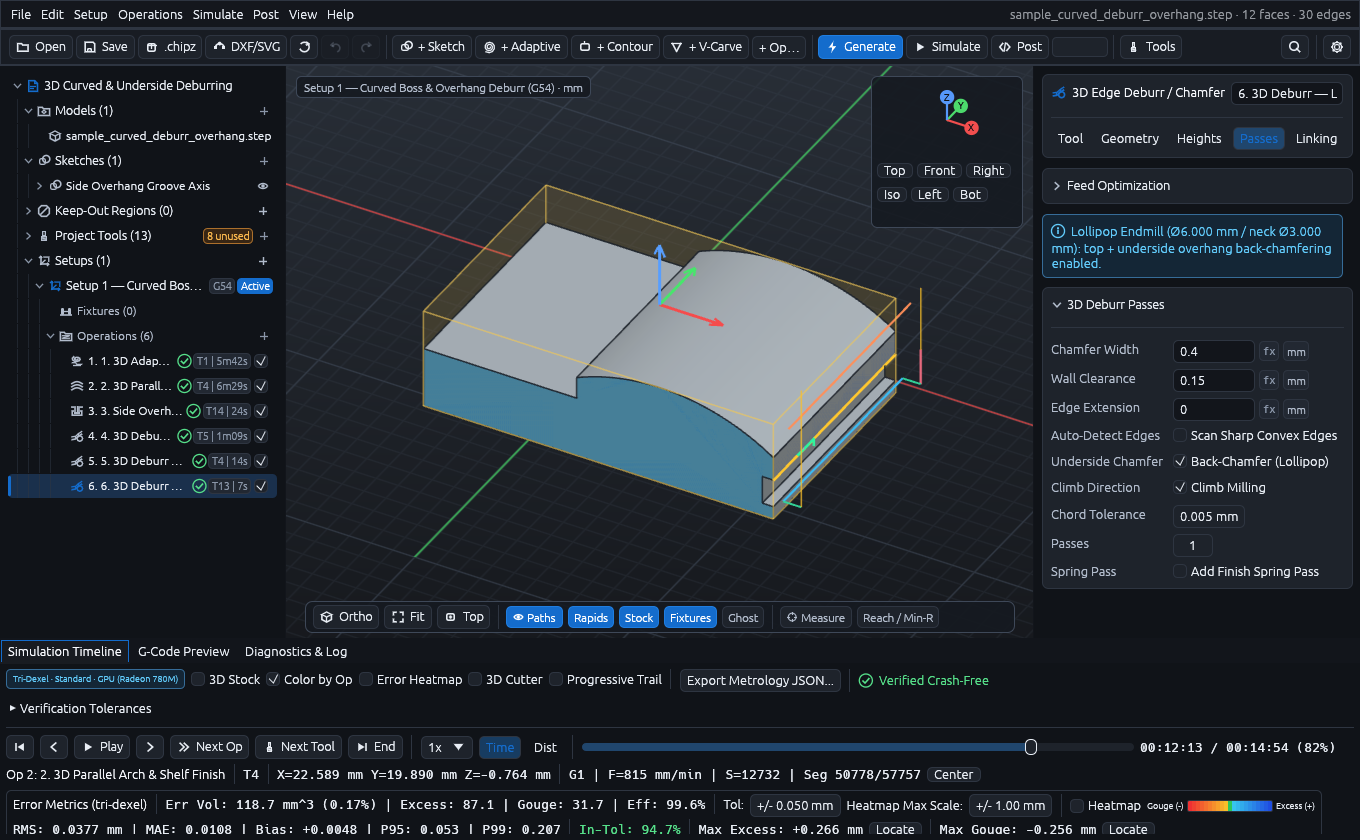 File Edit Setup Operations Simulate Post View Help
sample_curved_deburr_overhang.step · 12 faces · 30 edges
Open Save .chipz DXF/SVG + Sketch + Adaptive + Contour + V-Carve + Op... Generate Simulate Post Tools
3D Curved & Underside Deburring
Models (1) +
sample_curved_deburr_overhang.step
Sketches (1) +
Side Overhang Groove Axis
Keep-Out Regions (0) +
Project Tools (13) 8 unused +
Setups (1) +
Setup 1 — Curved Bos... G54 Active
Fixtures (0)
Operations (6) +
1. 1. 3D Adap... T1 | 5m42s
2. 2. 3D Parall... T4 | 6m29s
3. 3. Side Overh... T14 | 24s
4. 4. 3D Debu... T5 | 1m09s
5. 5. 3D Deburr ... T4 | 14s
6. 6. 3D Deburr ... T13 | 7s
Setup 1 — Curved Boss & Overhang Deburr (G54) · mm
Z
Y
X
Top Front Right
Iso Left Bot
Ortho Fit Top Paths Rapids Stock Fixtures Ghost Measure Reach / Min-R
3D Edge Deburr / Chamfer 6. 3D Deburr — L
Tool Geometry Heights Passes Linking
Feed Optimization
Lollipop Endmill (Ø6.000 mm / neck Ø3.000
mm): top + underside overhang back-chamfering
enabled.
3D Deburr Passes
Chamfer Width 0.4 fx mm
Wall Clearance 0.15 fx mm
Edge Extension 0 fx mm
Auto-Detect Edges Scan Sharp Convex Edges
Underside Chamfer Back-Chamfer (Lollipop)
Climb Direction Climb Milling
Chord Tolerance 0.005 mm
Passes 1
Spring Pass Add Finish Spring Pass
Simulation Timeline G-Code Preview Diagnostics & Log
Tri-Dexel · Standard · GPU (Radeon 780M) 3D Stock Color by Op Error Heatmap 3D Cutter Progressive Trail Export Metrology JSON... Verified Crash-Free
Verification Tolerances
Play Next Op Next Tool End 1x Time Dist 00:12:13 / 00:14:54 (82%)
Op 2: 2. 3D Parallel Arch & Shelf Finish T4 X=22.589 mm Y=19.890 mm Z=-0.764 mm G1 | F=815 mm/min | S=12732 | Seg 50778/57757 Center
Error Metrics (tri-dexel) Err Vol: 118.7 mm^3 (0.17%) | Excess: 87.1 | Gouge: 31.7 | Eff: 99.6% Tol: +/- 0.050 mm Heatmap Max Scale: +/- 1.00 mm Heatmap Gouge (-) Excess (+)
RMS: 0.0377 mm | MAE: 0.0108 | Bias: +0.0048 | P95: 0.053 | P99: 0.207 In-Tol: 94.7% Max Excess: +0.266 mm Locate Max Gouge: -0.256 mm Locate